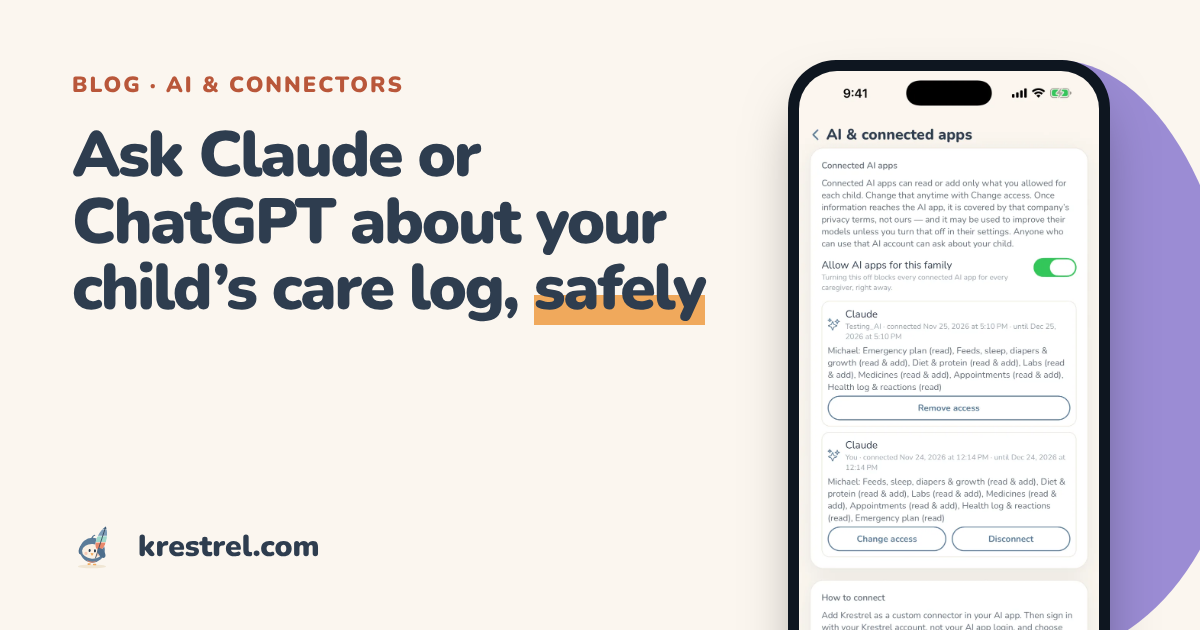 BLOG · AI & CONNECTORS
Ask Claude or
ChatGPT about your
child’s care log, safely
krestrel.com
9:41
AI & connected apps
Connected AI apps
Connected AI apps can read or add only what you allowed for
each child. Change that anytime with Change access. Once
information reaches the AI app, it is covered by that company's
privacy terms, not ours — and it may be used to improve their
models unless you turn that off in their settings. Anyone who
can use that AI account can ask about your child.
Allow AI apps for this family
Turning this off blocks every connected AI app for every
caregiver, right away.
Claude
Testing_AI · connected Nov 25, 2026 at 5:10 PM · until Dec 25,
2026 at 5:10 PM
Michael: Emergency plan (read), Feeds, sleep, diapers &
growth (read & add), Diet & protein (read & add), Labs (read
& add), Medicines (read & add), Appointments (read & add),
Health log & reactions (read)
Remove access
Claude
You · connected Nov 24, 2026 at 12:14 PM · until Dec 24, 2026 at
12:14 PM
Michael: Feeds, sleep, diapers & growth (read & add), Diet &
protein (read & add), Labs (read & add), Medicines (read &
add), Appointments (read & add), Health log & reactions
(read), Emergency plan (read)
Change access
Disconnect
How to connect
Add Krestrel as a custom connector in your AI app. Then sign in
with your Krestrel account, not your AI app login, and choose